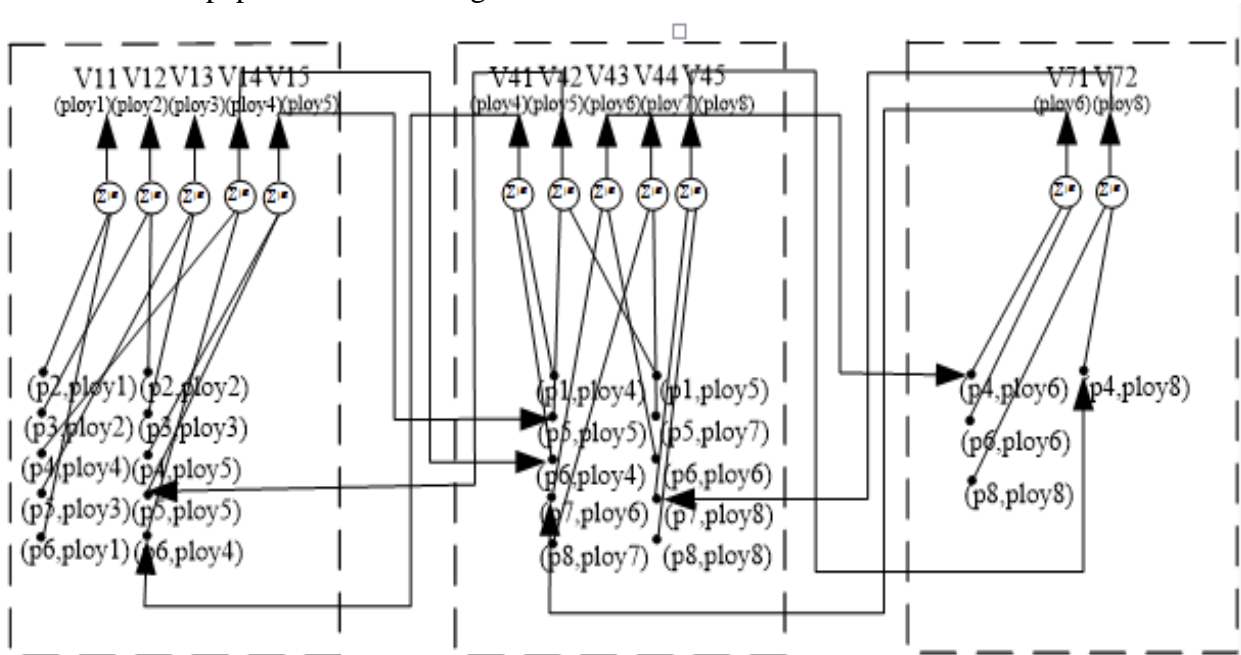 V11 V12 V13 V14 V15
(ploy1)(ploy2)(ploy3)(ploy4)(ploy5)
(p2,ploy1) (p2,ploy2)
(p3,ploy2) (p3,ploy3)
(p4,ploy4)(p4,ploy5)
(p5,ploy3)(p5,ploy5)
(p6,ploy1)(p6,ploy4)
V41 V42 V43 V44 V45
(ploy4)(ploy5)(ploy6)(ploy7)(ploy8)
(p1,ploy4) (p1,ploy5)
(p5,ploy5) (p5,ploy7)
(p6,ploy4) (p6,ploy6)
(p7,ploy6) (p7,ploy8)
(p8,ploy7) (p8,ploy8)
V71 V72
(ploy6) (ploy8)
(p4,ploy6) (p4,ploy8)
(p6,ploy6)
(p8,ploy8)